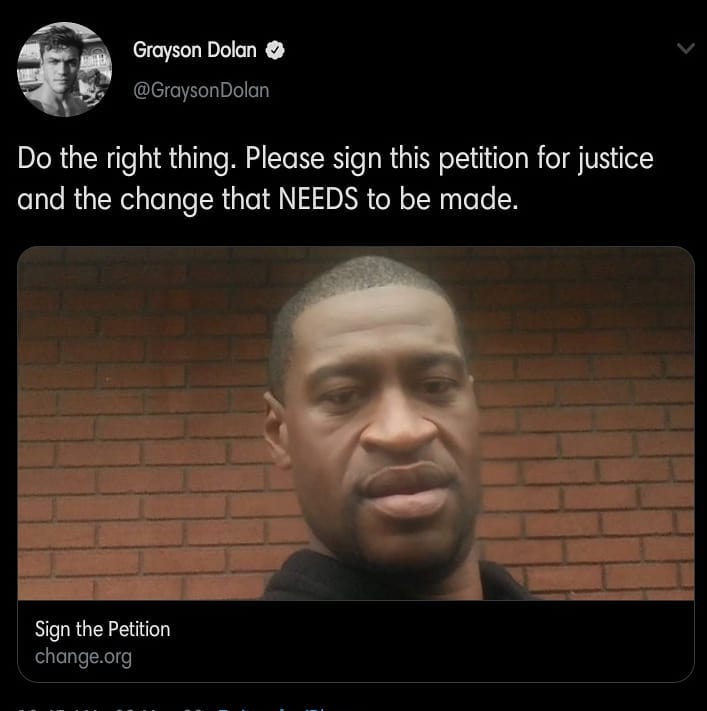 Grayson Dolan
@GraysonDolan
Do the right thing. Please sign this petition for justice
and the change that NEEDS to be made.
Sign the Petition
change.org